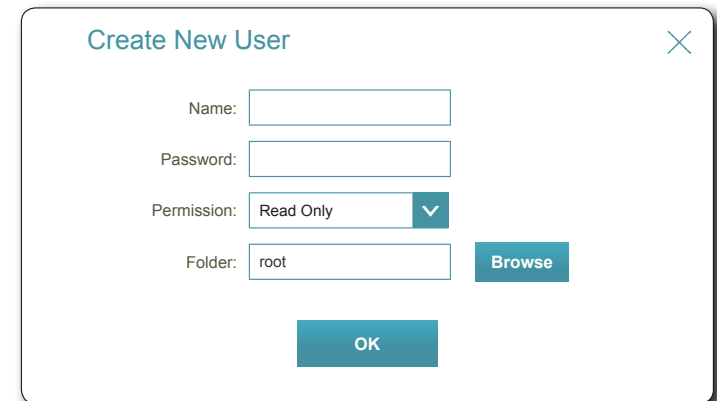 Create New User
Name:
Password:
Permission: Read Only
Folder: root Browse
OK